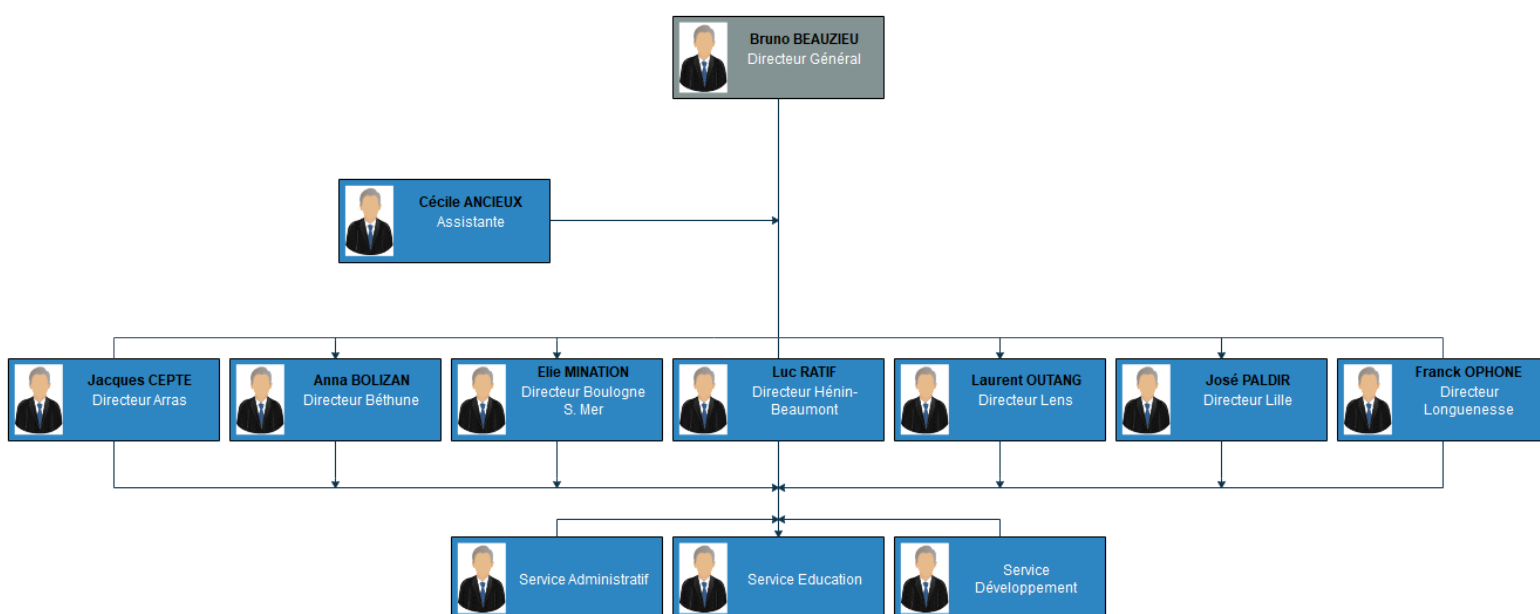 Bruno BEAUZIEU
Directeur Général
Cécile ANCIEUX
Assistante
Jacques CEPTE
Directeur Arras
Anna BOLIZAN
Directeur Béthune
Elie MINATION
Directeur Boulogne
S. Mer
Luc RATIF
Directeur Hénin-
Beaumont
Laurent OUTANG
Directeur Lens
José PALDIR
Directeur Lille
Franck OPHONE
Directeur
Longuenesse
Service Administratif
Service Education
Service
Développement